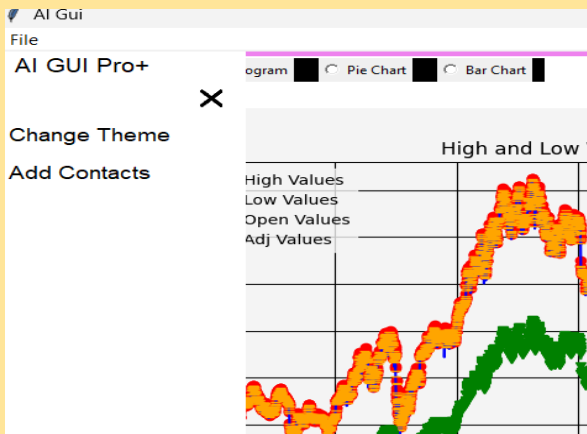 AI Gui
File
AI GUI Pro+
Change Theme
Add Contacts
ogram Pie Chart Bar Chart
High and Low
High Values
Low Values
Open Values
Adj Values